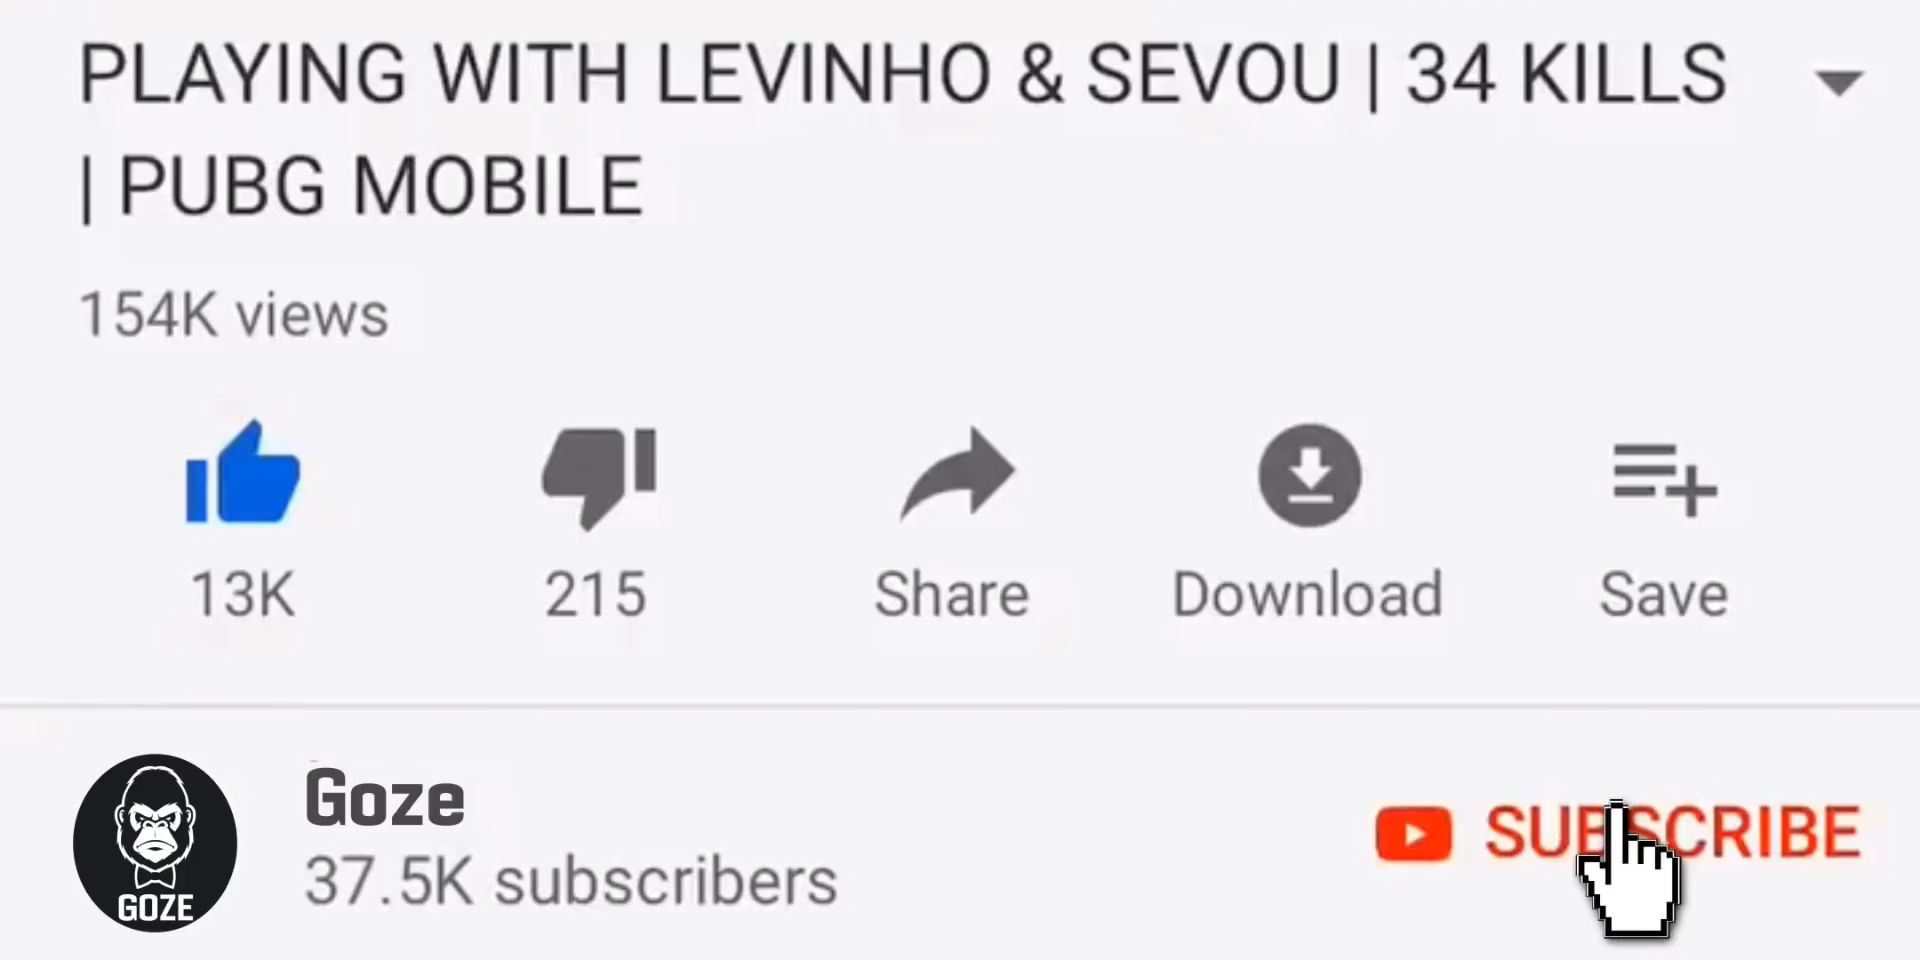 PLAYING WITH LEVINHO & SEVOU | 34 KILLS
| PUBG MOBILE
154K views
13K
215
Share
Download
Save
Goze
37.5K subscribers
SUBSCRIBE
GOZE